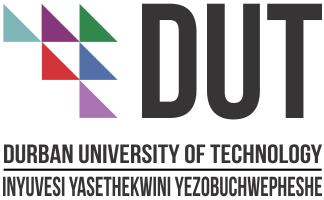 DUT
DURBAN UNIVERSITY OF TECHNOLOGY
INYUVESI YASETHEKWINI YEZOBUCHWEPHESHE